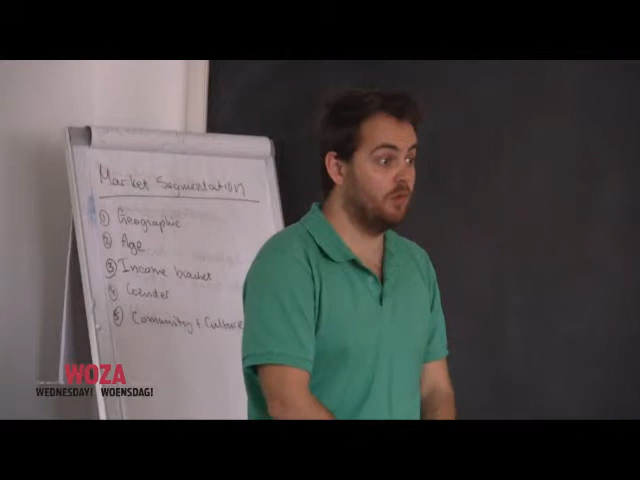 Market Segmentation
① Geographic
② Age
③ Income bracket
④ Gender
⑤ Community & Culture
WOZA
WEDNESDAY! WOENSDAG!